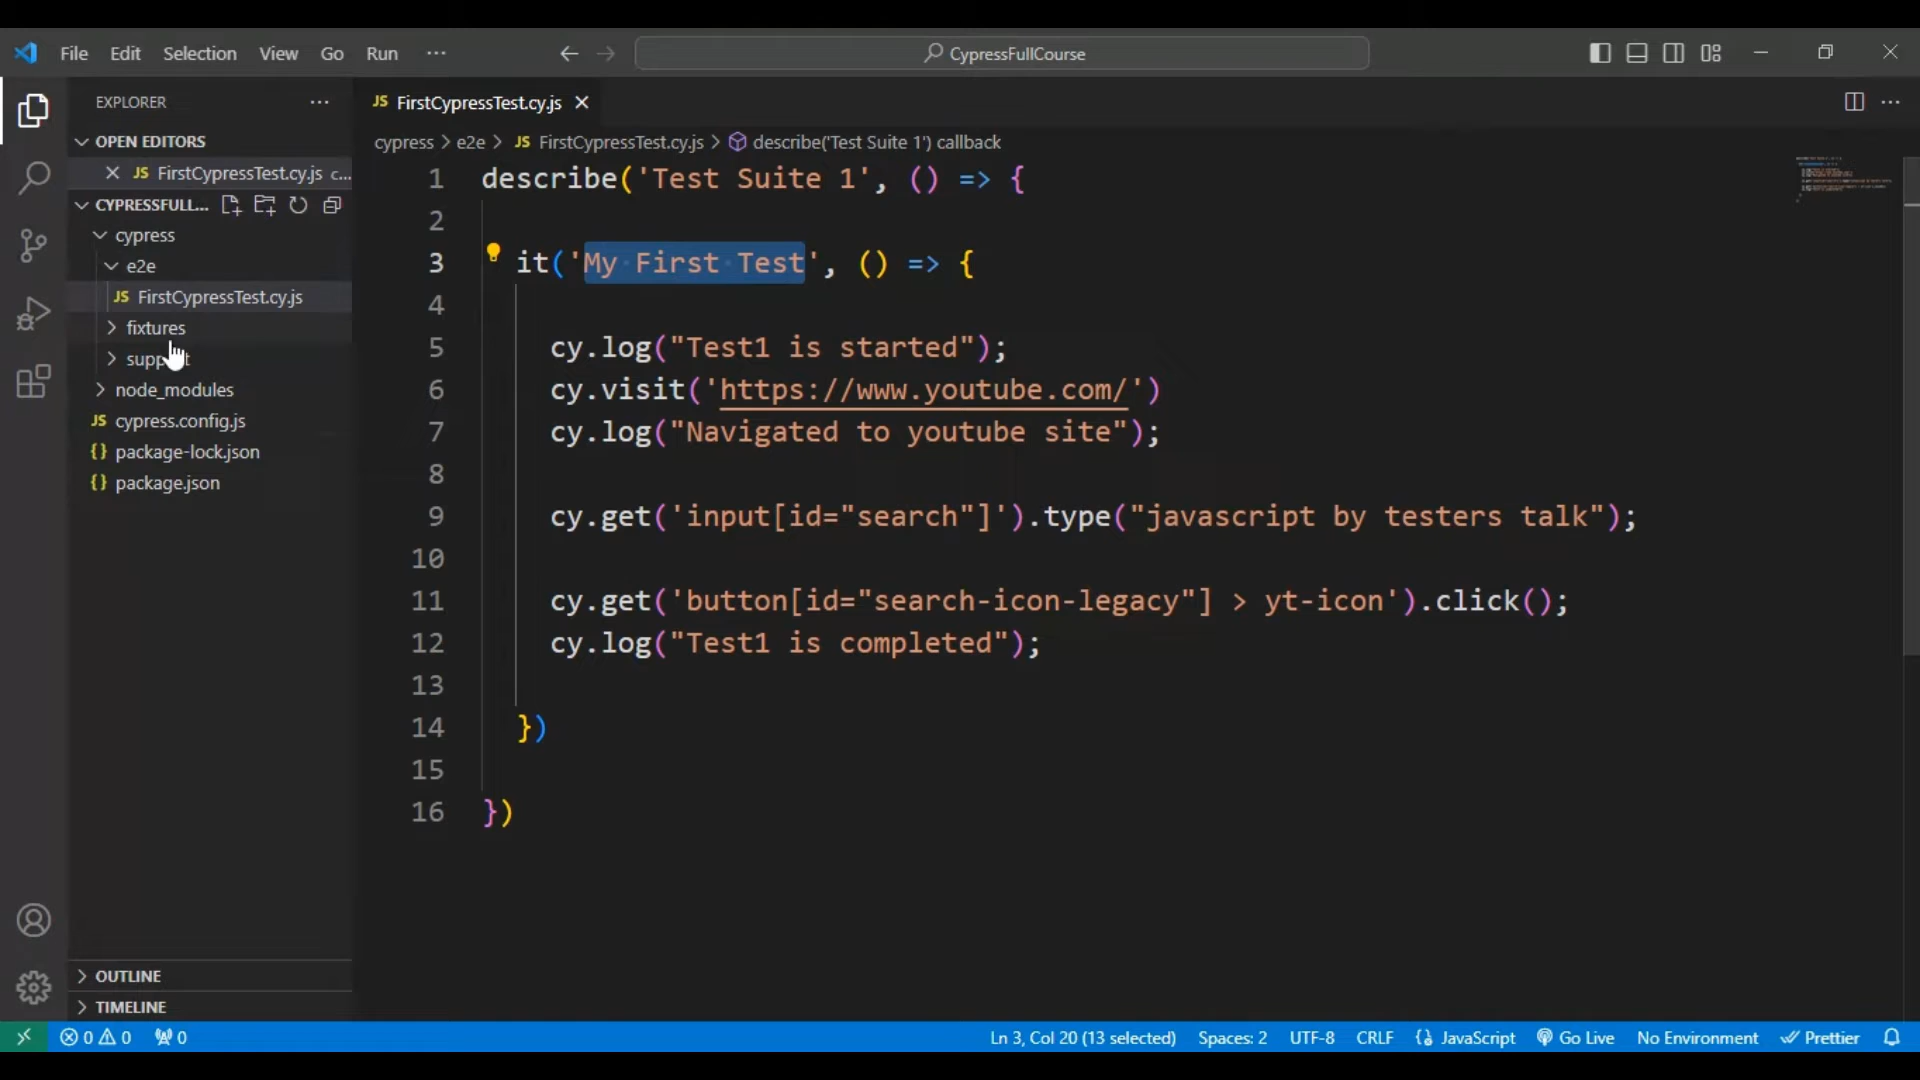 File Edit Selection View Go Run ···
CypressFullCourse
EXPLORER ···
JS FirstCypressTest.cy.js
OPEN EDITORS
JS FirstCypressTest.cy.js c...
CYPRESSFULL...
cypress
e2e
JS FirstCypressTest.cy.js
fixtures
node_modules
JS cypress.config.js
{} package-lock.json
{} package.json
OUTLINE
TIMELINE
cypress > e2e > JS FirstCypressTest.cy.js > describe('Test Suite 1') callback
1 describe('Test Suite 1', () => {
2
3 it('My First Test', () => {
4
5 cy.log("Test1 is started");
6 cy.visit('https://www.youtube.com/')
7 cy.log("Navigated to youtube site");
8
9 cy.get('input[id="search"]').type("javascript by testers talk");
10
11 cy.get('button[id="search-icon-legacy"] > yt-icon').click();
12 cy.log("Test1 is completed");
13
14 })
15
16 })
0 0 0
Ln 3, Col 20 (13 selected) Spaces: 2 UTF-8 CRLF {} JavaScript Go Live No Environment Prettier